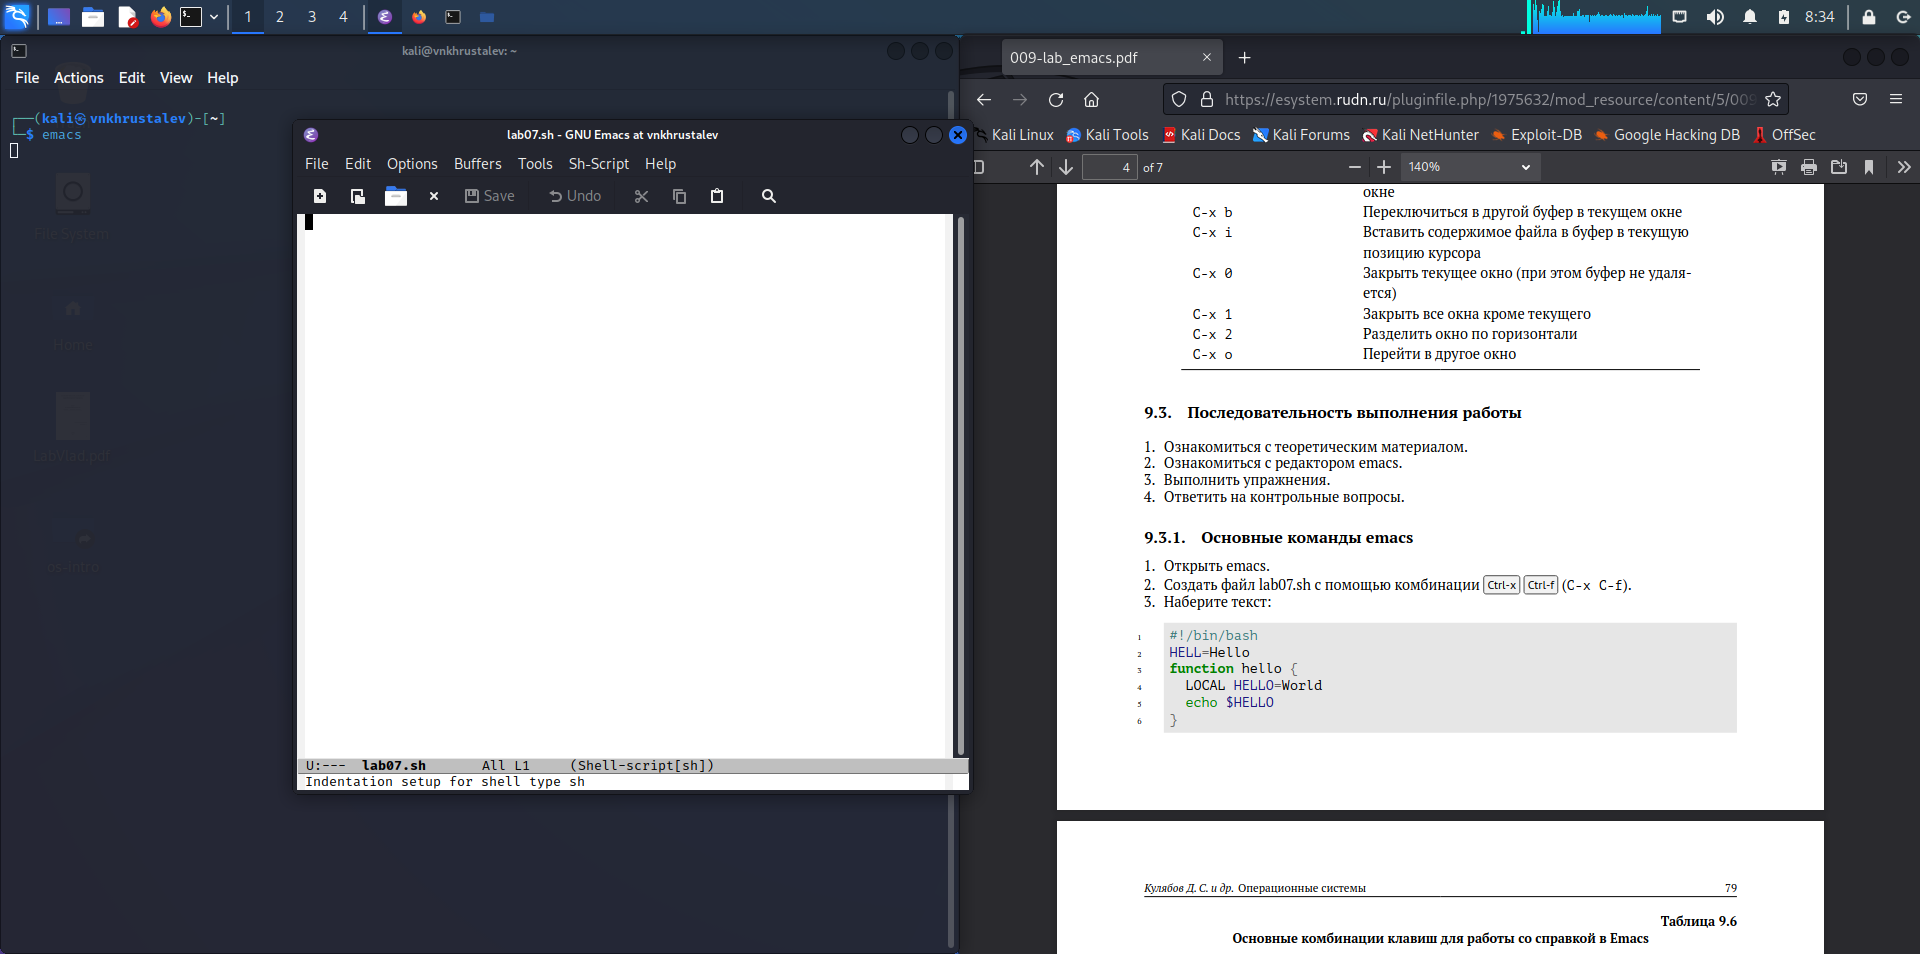 1 2 3 4
8:34
kali@vnkhrustalev: ~
File Actions Edit View Help
(kali㉿vnkhrustalev)-[~]
$ emacs
File System
Home
LabVlad.pdf
os-intro
lab07.sh - GNU Emacs at vnkhrustalev
File Edit Options Buffers Tools Sh-Script Help
Save Undo
U:--- lab07.sh All L1 (Shell-script[sh])
Indentation setup for shell type sh
009-lab_emacs.pdf
https://esystem.rudn.ru/pluginfile.php/1975632/mod_resource/content/5/009
Kali Linux Kali Tools Kali Docs Kali Forums Kali NetHunter Exploit-DB Google Hacking DB OffSec
4 of 7 140%
окне
C-x b Переключиться в другой буфер в текущем окне
C-x i Вставить содержимое файла в буфер в текущую
позицию курсора
C-x 0 Закрыть текущее окно (при этом буфер не удаля-
ется)
C-x 1 Закрыть все окна кроме текущего
C-x 2 Разделить окно по горизонтали
C-x o Перейти в другое окно
9.3. Последовательность выполнения работы
1. Ознакомиться с теоретическим материалом.
2. Ознакомиться с редактором emacs.
3. Выполнить упражнения.
4. Ответить на контрольные вопросы.
9.3.1. Основные команды emacs
1. Открыть emacs.
2. Создать файл lab07.sh с помощью комбинации Ctrl-x Ctrl-f (C-x C-f).
3. Наберите текст:
1 #!/bin/bash
2 HELL=Hello
3 function hello {
4 LOCAL HELLO=World
5 echo $HELLO
6 }
Кулябов Д. С. и др. Операционные системы 79
Таблица 9.6
Основные комбинации клавиш для работы со справкой в Emacs